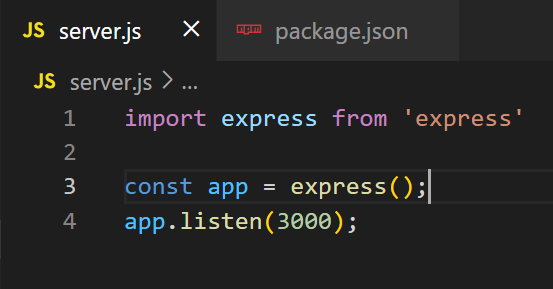 JS server.js × package.json
JS server.js > ...
1 import express from 'express'
2
3 const app = express();
4 app.listen(3000);